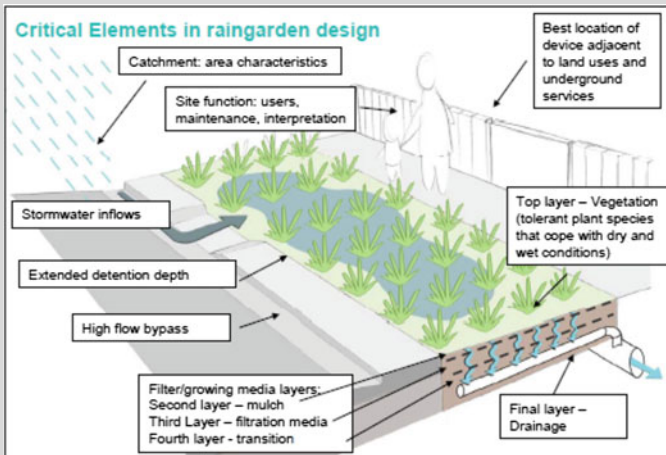 Critical Elements in raingarden design
Catchment: area characteristics
Best location of
device adjacent
to land uses and
underground
services
Site function: users,
maintenance, interpretation
Stormwater inflows
Top layer – Vegetation
(tolerant plant species
that cope with dry and
wet conditions)
Extended detention depth
High flow bypass
Filter/growing media layers;
Second layer – mulch
Third Layer – filtration media
Fourth layer - transition
Final layer –
Drainage